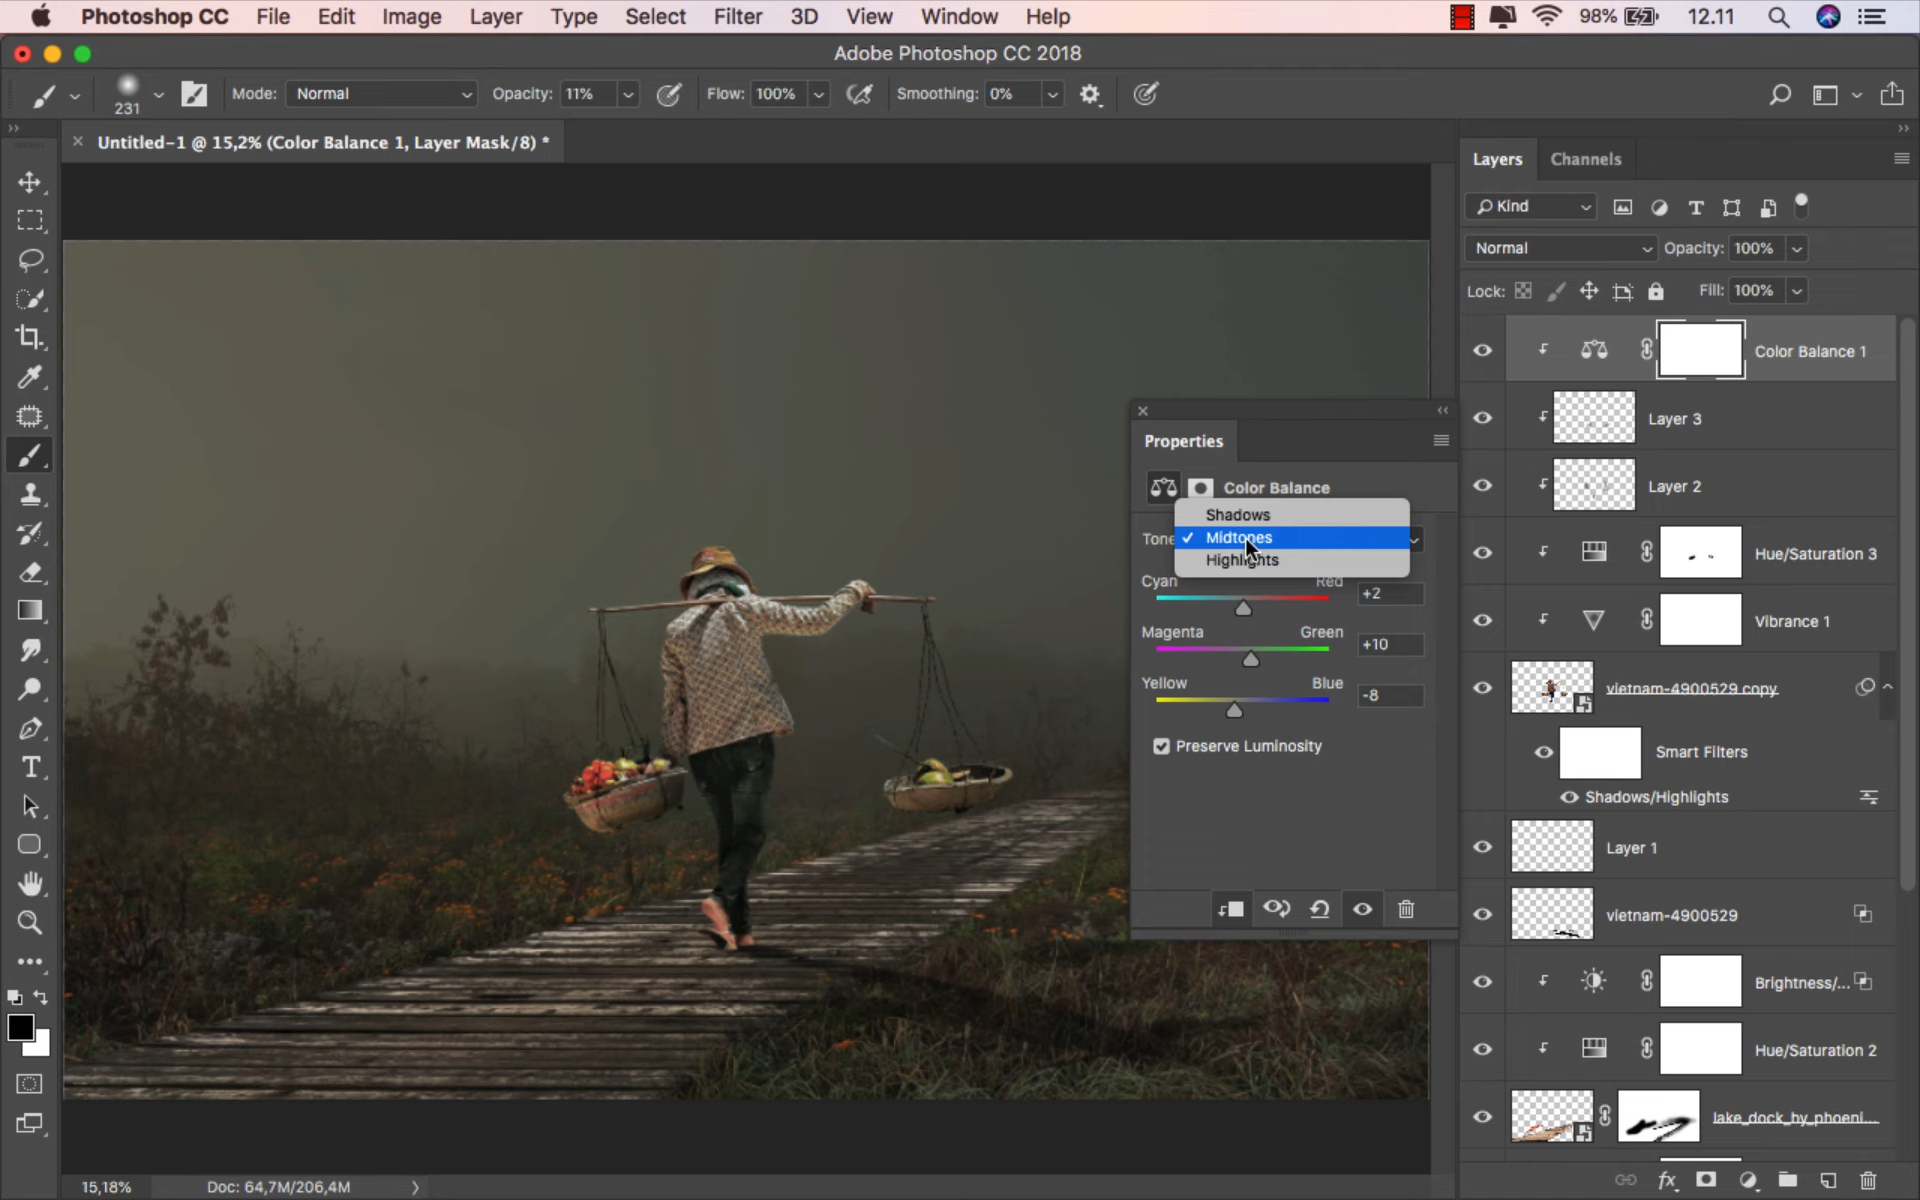 Photoshop CC File Edit Image Layer Type Select Filter 3D View Window Help 98% 12.11
Adobe Photoshop CC 2018
231 Mode: Normal Opacity: 11% Flow: 100% Smoothing: 0%
Untitled-1 @ 15,2% (Color Balance 1, Layer Mask/8) *
Layers Channels
Kind
Normal Opacity: 100%
Lock: Fill: 100%
Color Balance 1
Layer 3
Layer 2
Hue/Saturation 3
Vibrance 1
vietnam-4900529 copy
Smart Filters
Shadows/Highlights
Layer 1
vietnam-4900529
Brightness/...
Hue/Saturation 2
lake_dock_by_phoeni...
Properties
Color Balance
Shadows
Tone
Midtones
Highlights
Cyan Red +2
Magenta Green +10
Yellow Blue -8
Preserve Luminosity
15,18% Doc: 64,7M/206,4M